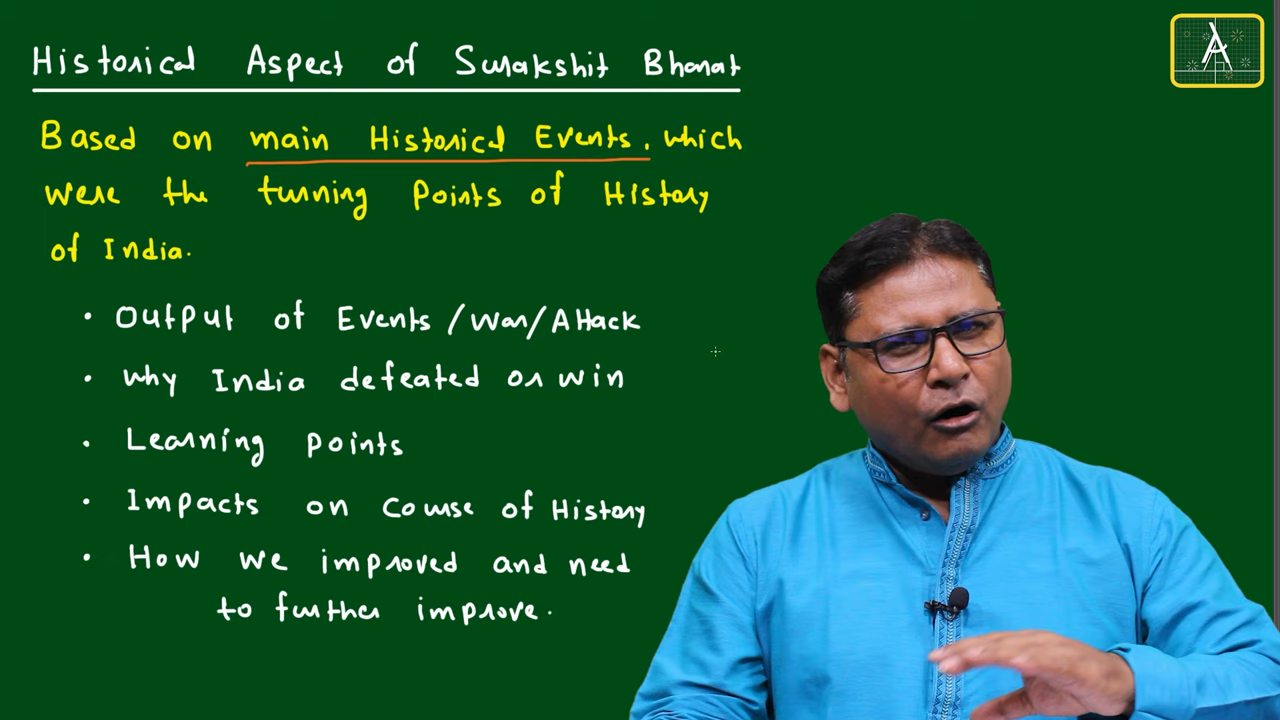 Historical Aspect of Surakshit Bharat
Based on main Historical Events, which
were the turning points of History
of India.
• Output of Events / War / Attack
• why India defeated or win
• Learning points
• Impacts on course of History
• How we improved and need
to further improve.